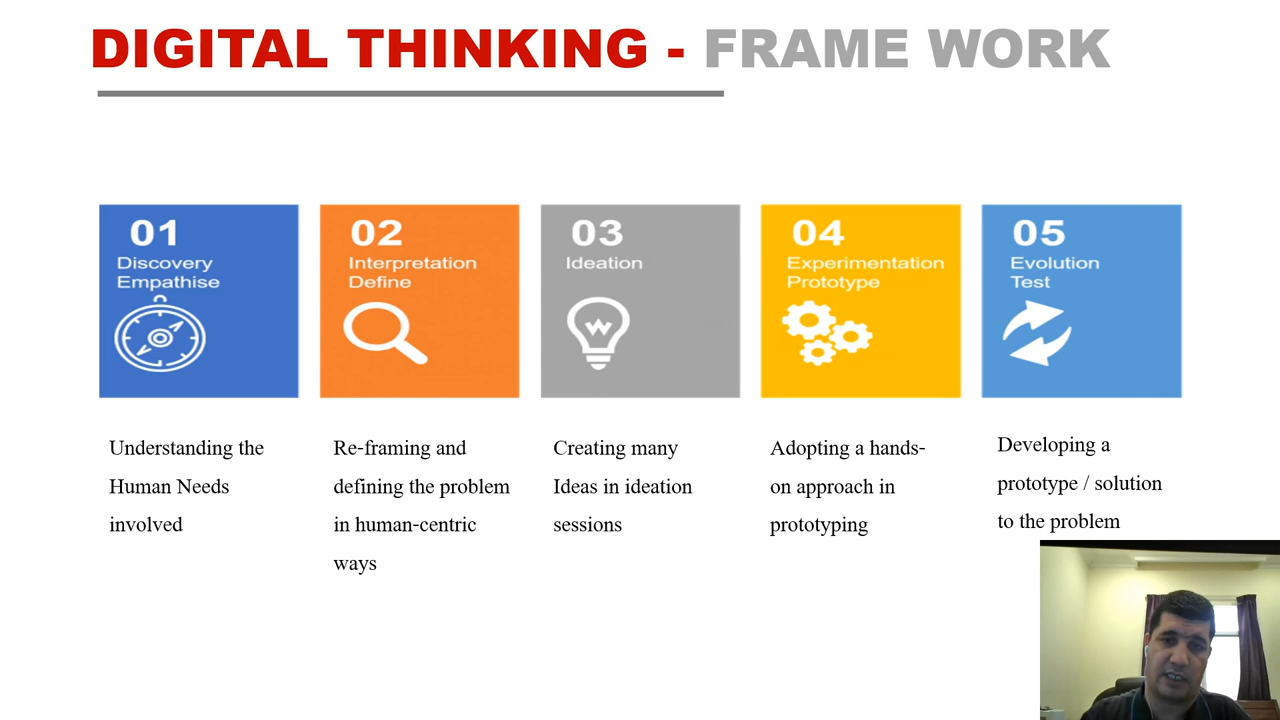 DIGITAL THINKING - FRAME WORK
01
Discovery
Empathise
02
Interpretation
Define
03
Ideation
04
Experimentation
Prototype
05
Evolution
Test
Understanding the
Human Needs
involved
Re-framing and
defining the problem
in human-centric
ways
Creating many
Ideas in ideation
sessions
Adopting a hands-
on approach in
prototyping
Developing a
prototype / solution
to the problem